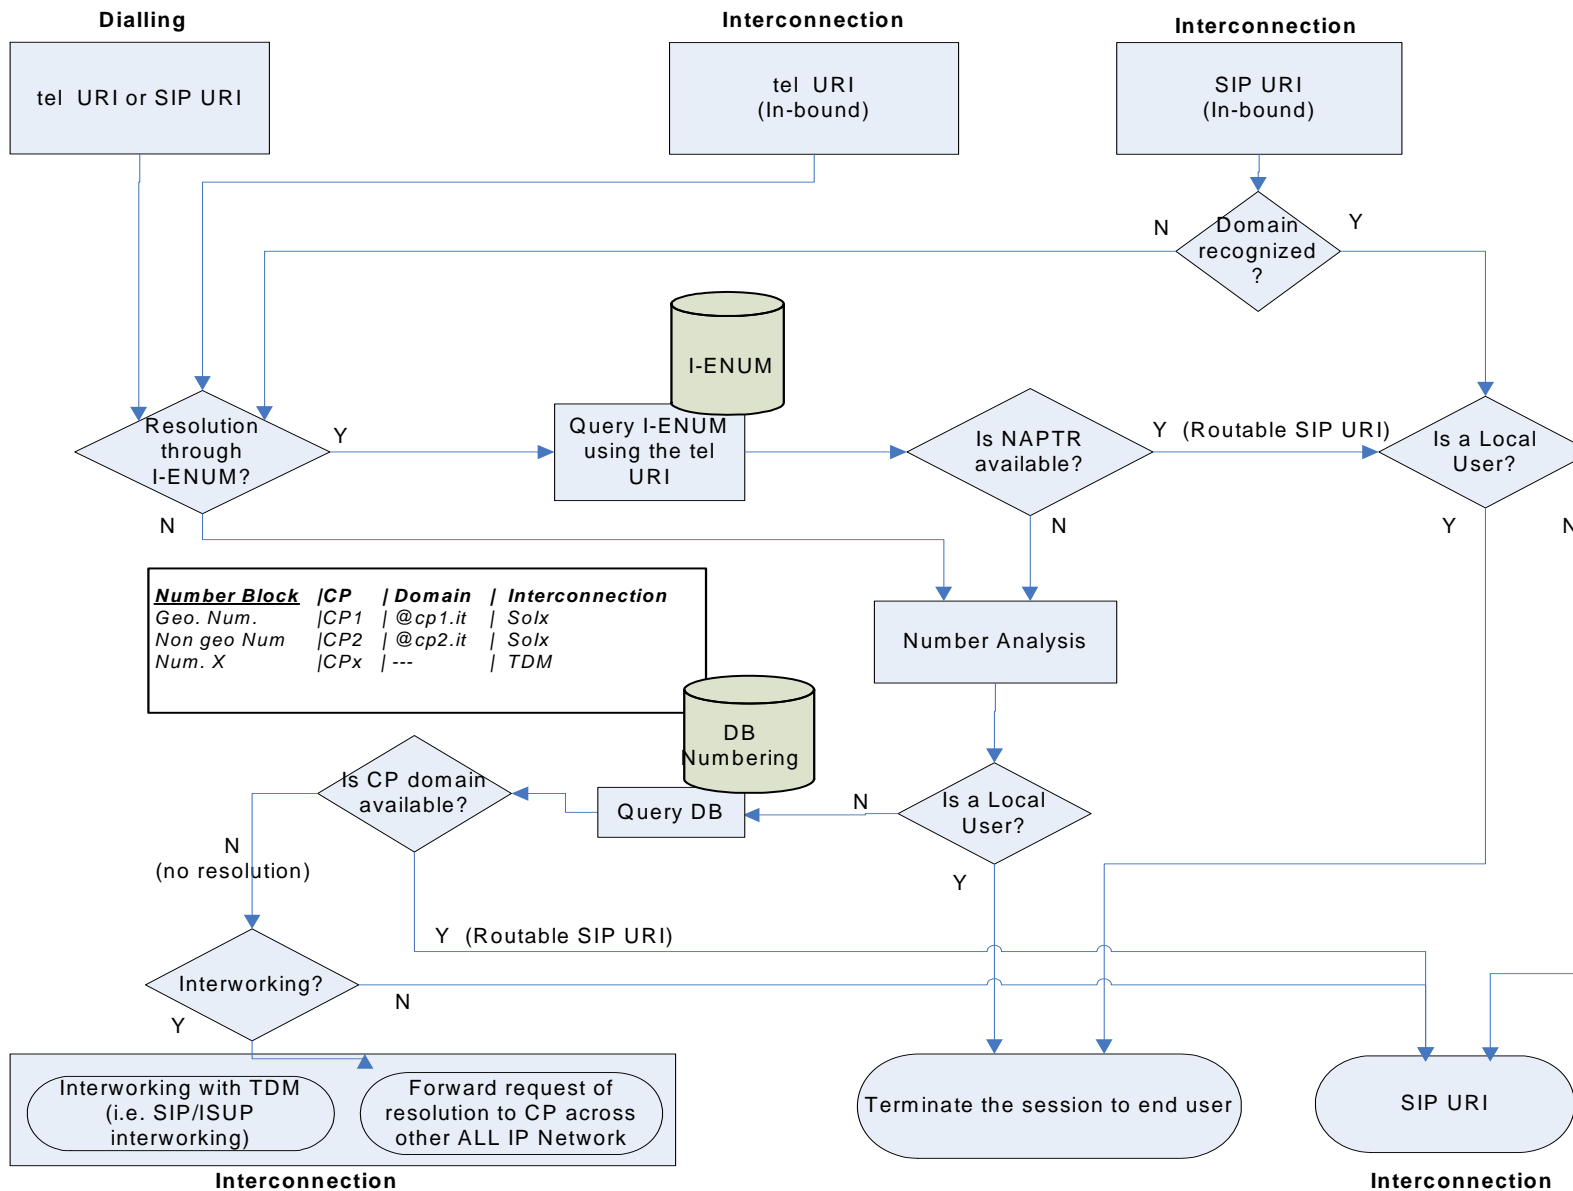 Dialling
Interconnection
Interconnection
tel URI or SIP URI
tel URI
(In-bound)
SIP URI
(In-bound)
N
Domain
recognized
?
Y
I-ENUM
Resolution
through
I-ENUM?
Y
Query I-ENUM
using the tel
URI
Is NAPTR
available?
Y (Routable SIP URI)
Is a Local
User?
N
N
Y
N
Number Block |CP | Domain | Interconnection
Geo. Num. |CP1 | @cp1.it | SoIx
Non geo Num |CP2 | @cp2.it | SoIx
Num. X |CPx | --- | TDM
Number Analysis
DB
Numbering
Is CP domain
available?
Query DB
N
Is a Local
User?
N
(no resolution)
Y
Y (Routable SIP URI)
Interworking?
N
Y
Interworking with TDM
(i.e. SIP/ISUP
interworking)
Forward request of
resolution to CP across
other ALL IP Network
Terminate the session to end user
SIP URI
Interconnection
Interconnection